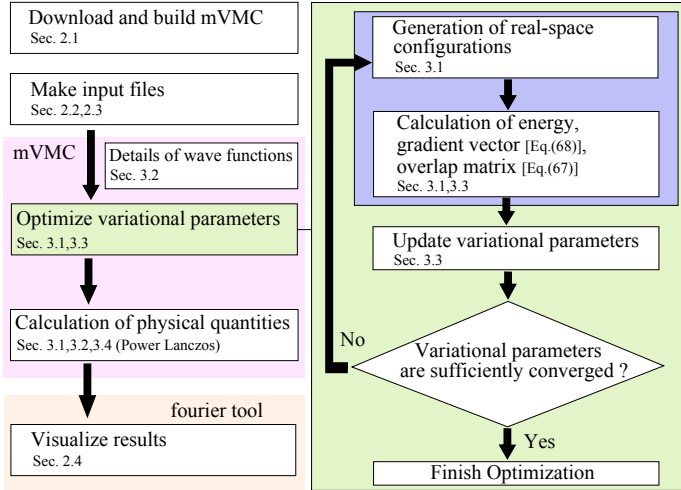 Download and build mVMC
Sec. 2.1
Make input files
Sec. 2.2,2.3
mVMC
Details of wave functions
Sec. 3.2
Optimize variational parameters
Sec. 3.1,3.3
Calculation of physical quantities
Sec. 3.1,3.2,3.4 (Power Lanczos)
fourier tool
Visualize results
Sec. 2.4
Generation of real-space
configurations
Sec. 3.1
Calculation of energy,
gradient vector [Eq.(68)],
overlap matrix [Eq.(67)]
Sec. 3.1,3.3
Update variational parameters
Sec. 3.3
No
Variational parameters
are sufficiently converged ?
Yes
Finish Optimization